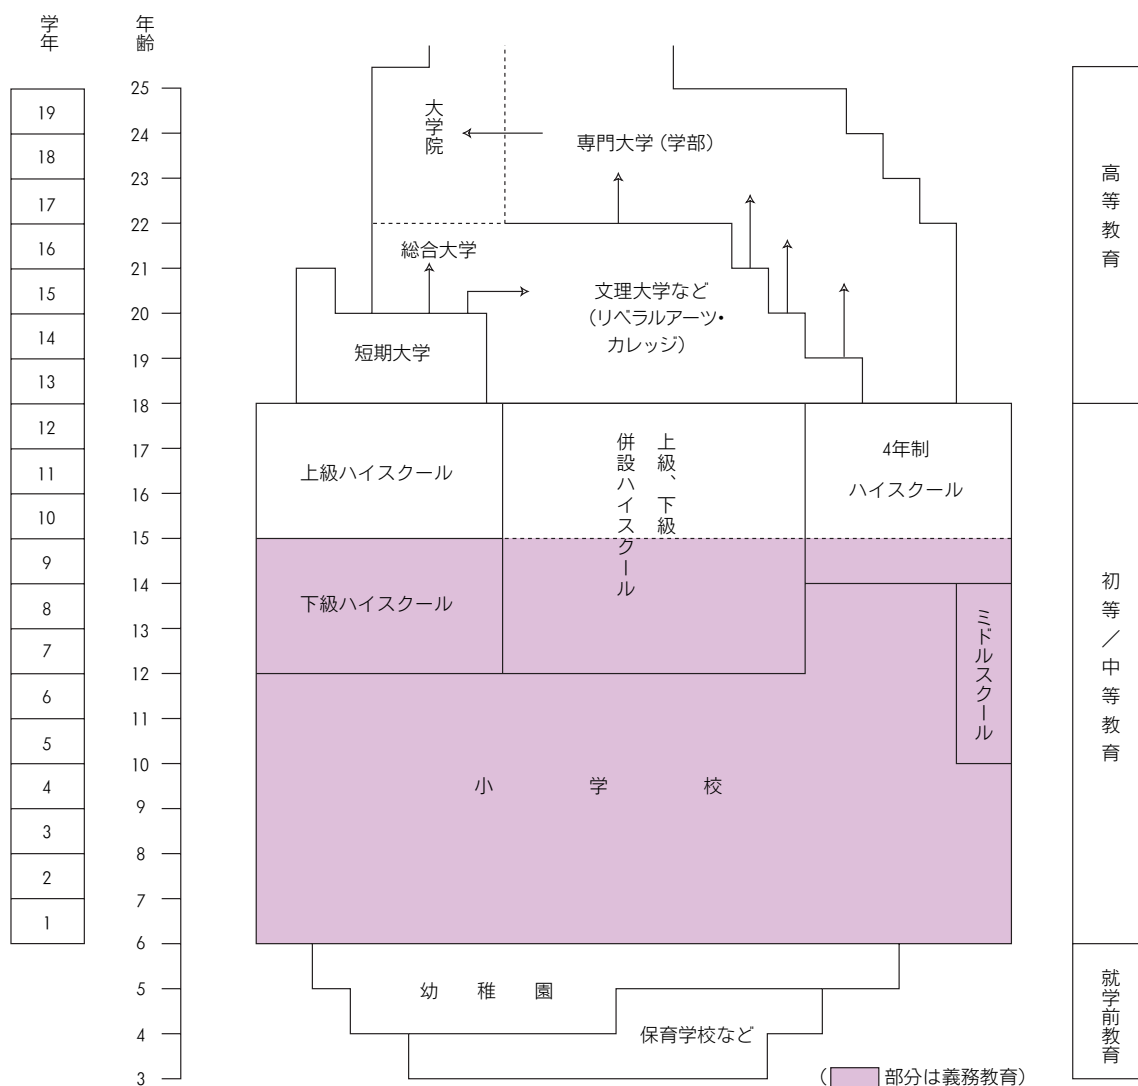 学年
年齢
19
18
17
16
15
14
13
12
11
10
9
8
7
6
5
4
3
2
1
25
24
23
22
21
20
19
18
17
16
15
14
13
12
11
10
9
8
7
6
5
4
3
大学院
専門大学（学部）
総合大学
文理大学など
（リベラルアーツ・
カレッジ）
短期大学
上級ハイスクール
上級、下級
併設ハイスクール
4年制
ハイスクール
下級ハイスクール
ミドルスクール
小学校
幼稚園
保育学校など
高等教育
初等／中等教育
就学前教育
（ 部分は義務教育）